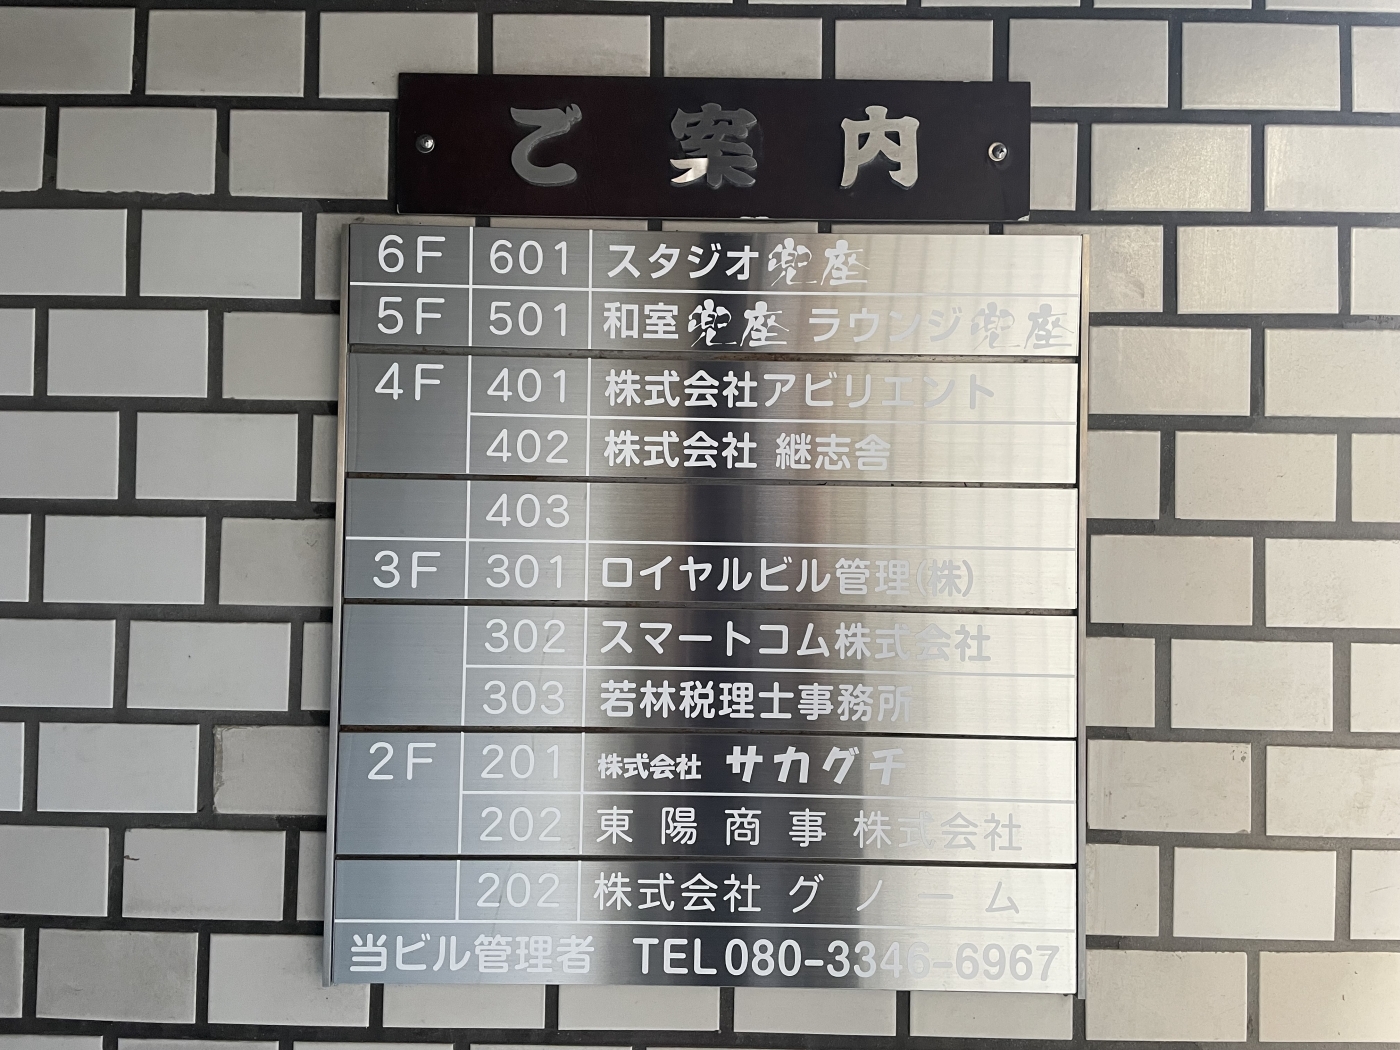 ご案内
6F 601 スタジオ兜座
5F 501 和室兜座 ラウンジ兜座
4F 401 株式会社アビリエント
402 株式会社 継志舎
403
3F 301 ロイヤルビル管理(株)
302 スマートコム株式会社
303 若林税理士事務所
2F 201 株式会社 サカグチ
202 東陽商事 株式会社
202 株式会社 グノーム
当ビル管理者 TEL080-3346-6967